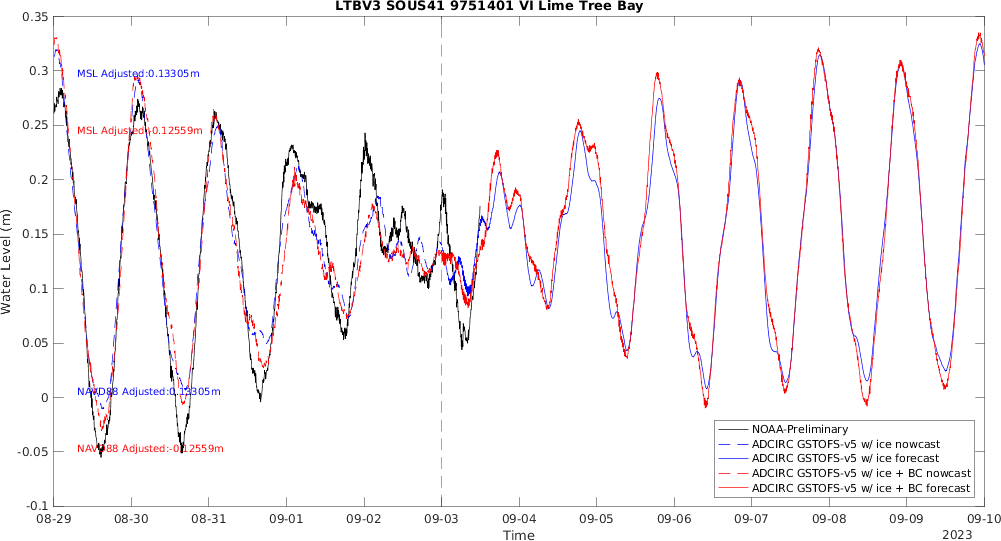 LTBV3 SOUS41 9751401 VI Lime Tree Bay
0.35
0.3
0.25
0.2
0.15
0.1
0.05
0
-0.05
-0.1
Water Level (m)
MSL Adjusted:0.13305m
MSL Adjusted:-0.12559m
NAVD88 Adjusted:0.13305m
NAVD88 Adjusted:-0.12559m
NOAA-Preliminary
ADCIRC GSTOFS-v5 w/ ice nowcast
ADCIRC GSTOFS-v5 w/ ice forecast
ADCIRC GSTOFS-v5 w/ ice + BC nowcast
ADCIRC GSTOFS-v5 w/ ice + BC forecast
08-29 08-30 08-31 09-01 09-02 09-03 09-04 09-05 09-06 09-07 09-08 09-09 09-10
Time
2023